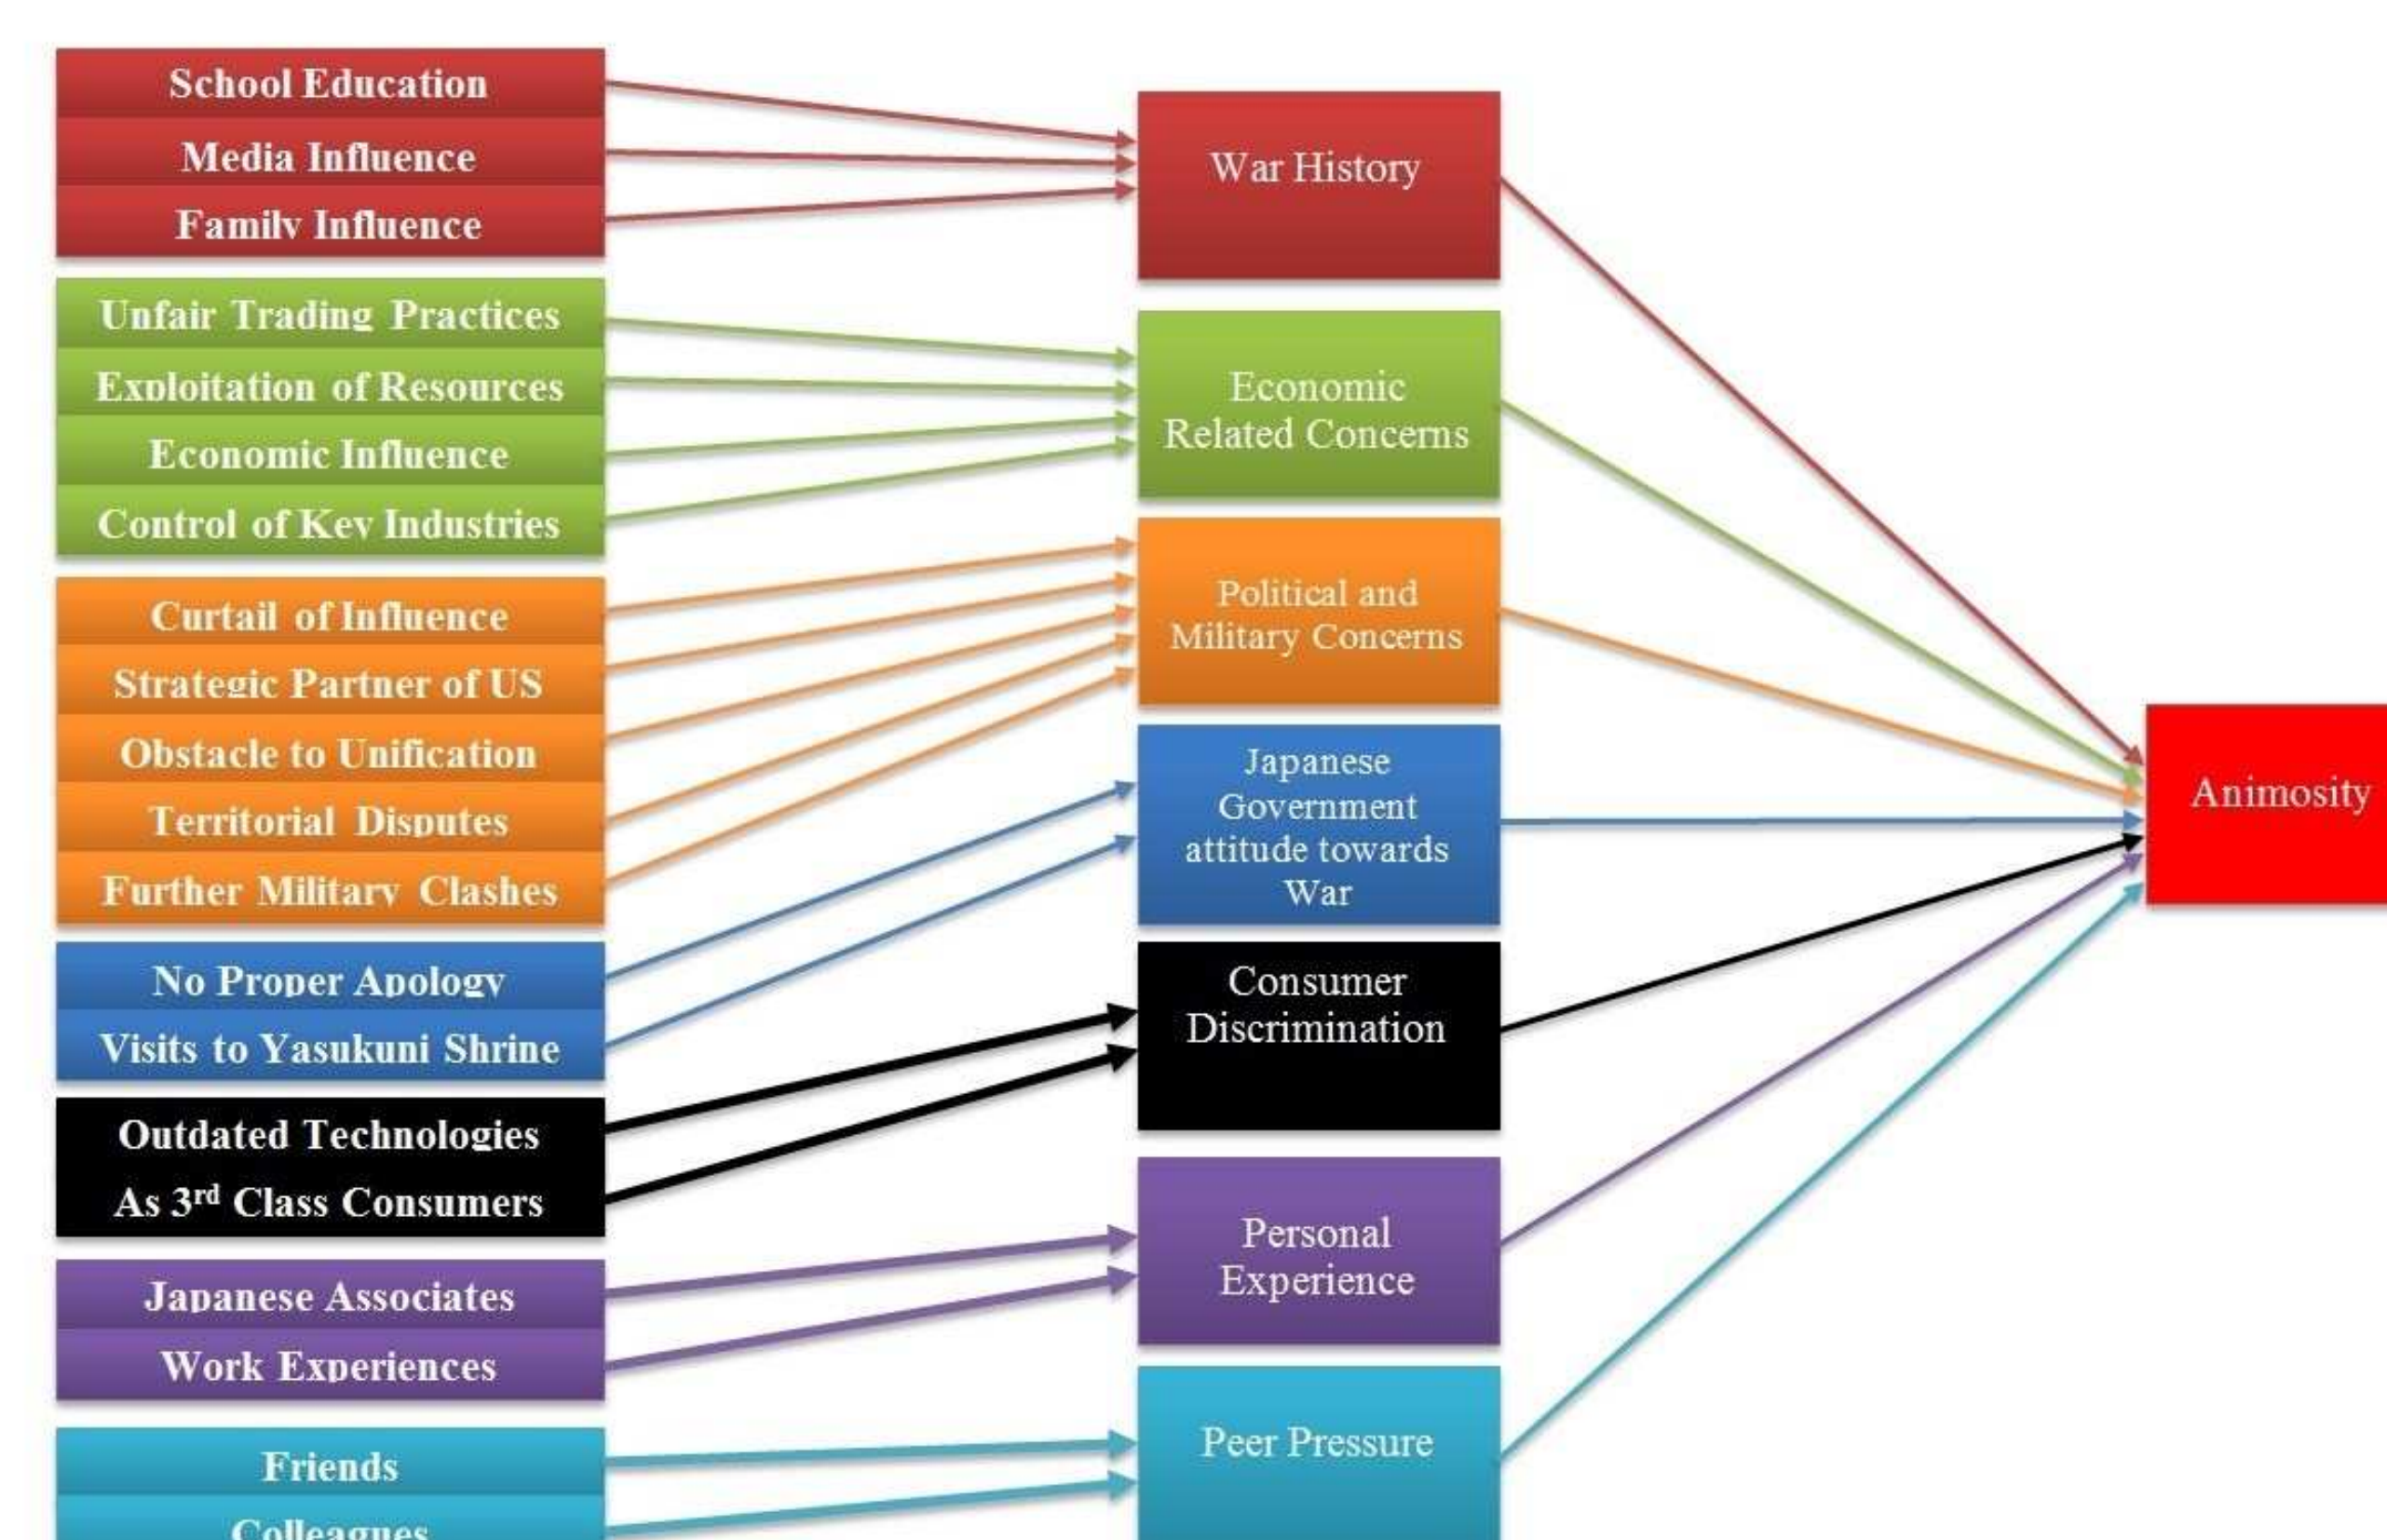 School Education
Media Influence
Family Influence
Unfair Trading Practices
Exploitation of Resources
Economic Influence
Control of Key Industries
Curtail of Influence
Strategic Partner of US
Obstacle to Unification
Territorial Disputes
Further Military Clashes
No Proper Apology
Visits to Yasukuni Shrine
Outdated Technologies
As 3rd Class Consumers
Japanese Associates
Work Experiences
Friends
Colleagues
War History
Economic
Related Concerns
Political and
Military Concerns
Japanese
Government
attitude towards
War
Consumer
Discrimination
Personal
Experience
Peer Pressure
Animosity